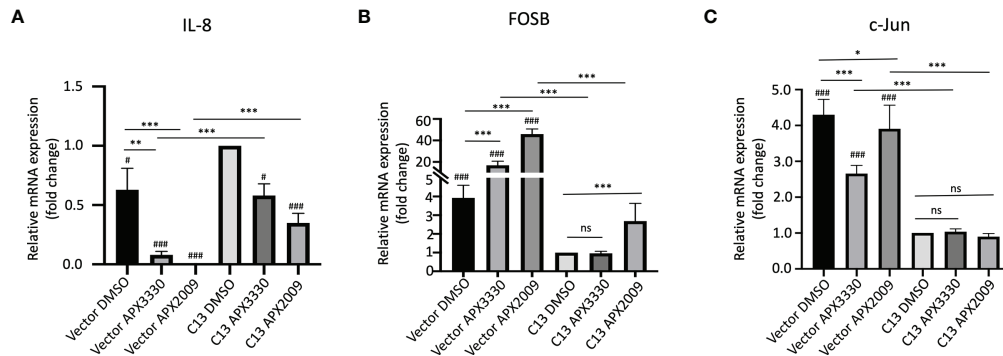 A
IL-8
Relative mRNA expression
(fold change)
1.5
1.0
0.5
0.0
***
***
***
**
#
###
###
#
###
Vector DMSO
Vector APX3330
Vector APX2009
C13 DMSO
C13 APX3330
C13 APX2009
B
FOSB
Relative mRNA expression
(fold change)
60
40
20
5
4
3
2
1
0
***
***
***
***
###
###
###
ns
***
Vector DMSO
Vector APX3330
Vector APX2009
C13 DMSO
C13 APX3330
C13 APX2009
C
c-Jun
Relative mRNA expression
(fold change)
5.0
4.0
3.0
2.0
1.0
0.0
*
***
***
***
###
###
###
ns
ns
Vector DMSO
Vector APX3330
Vector APX2009
C13 DMSO
C13 APX3330
C13 APX2009